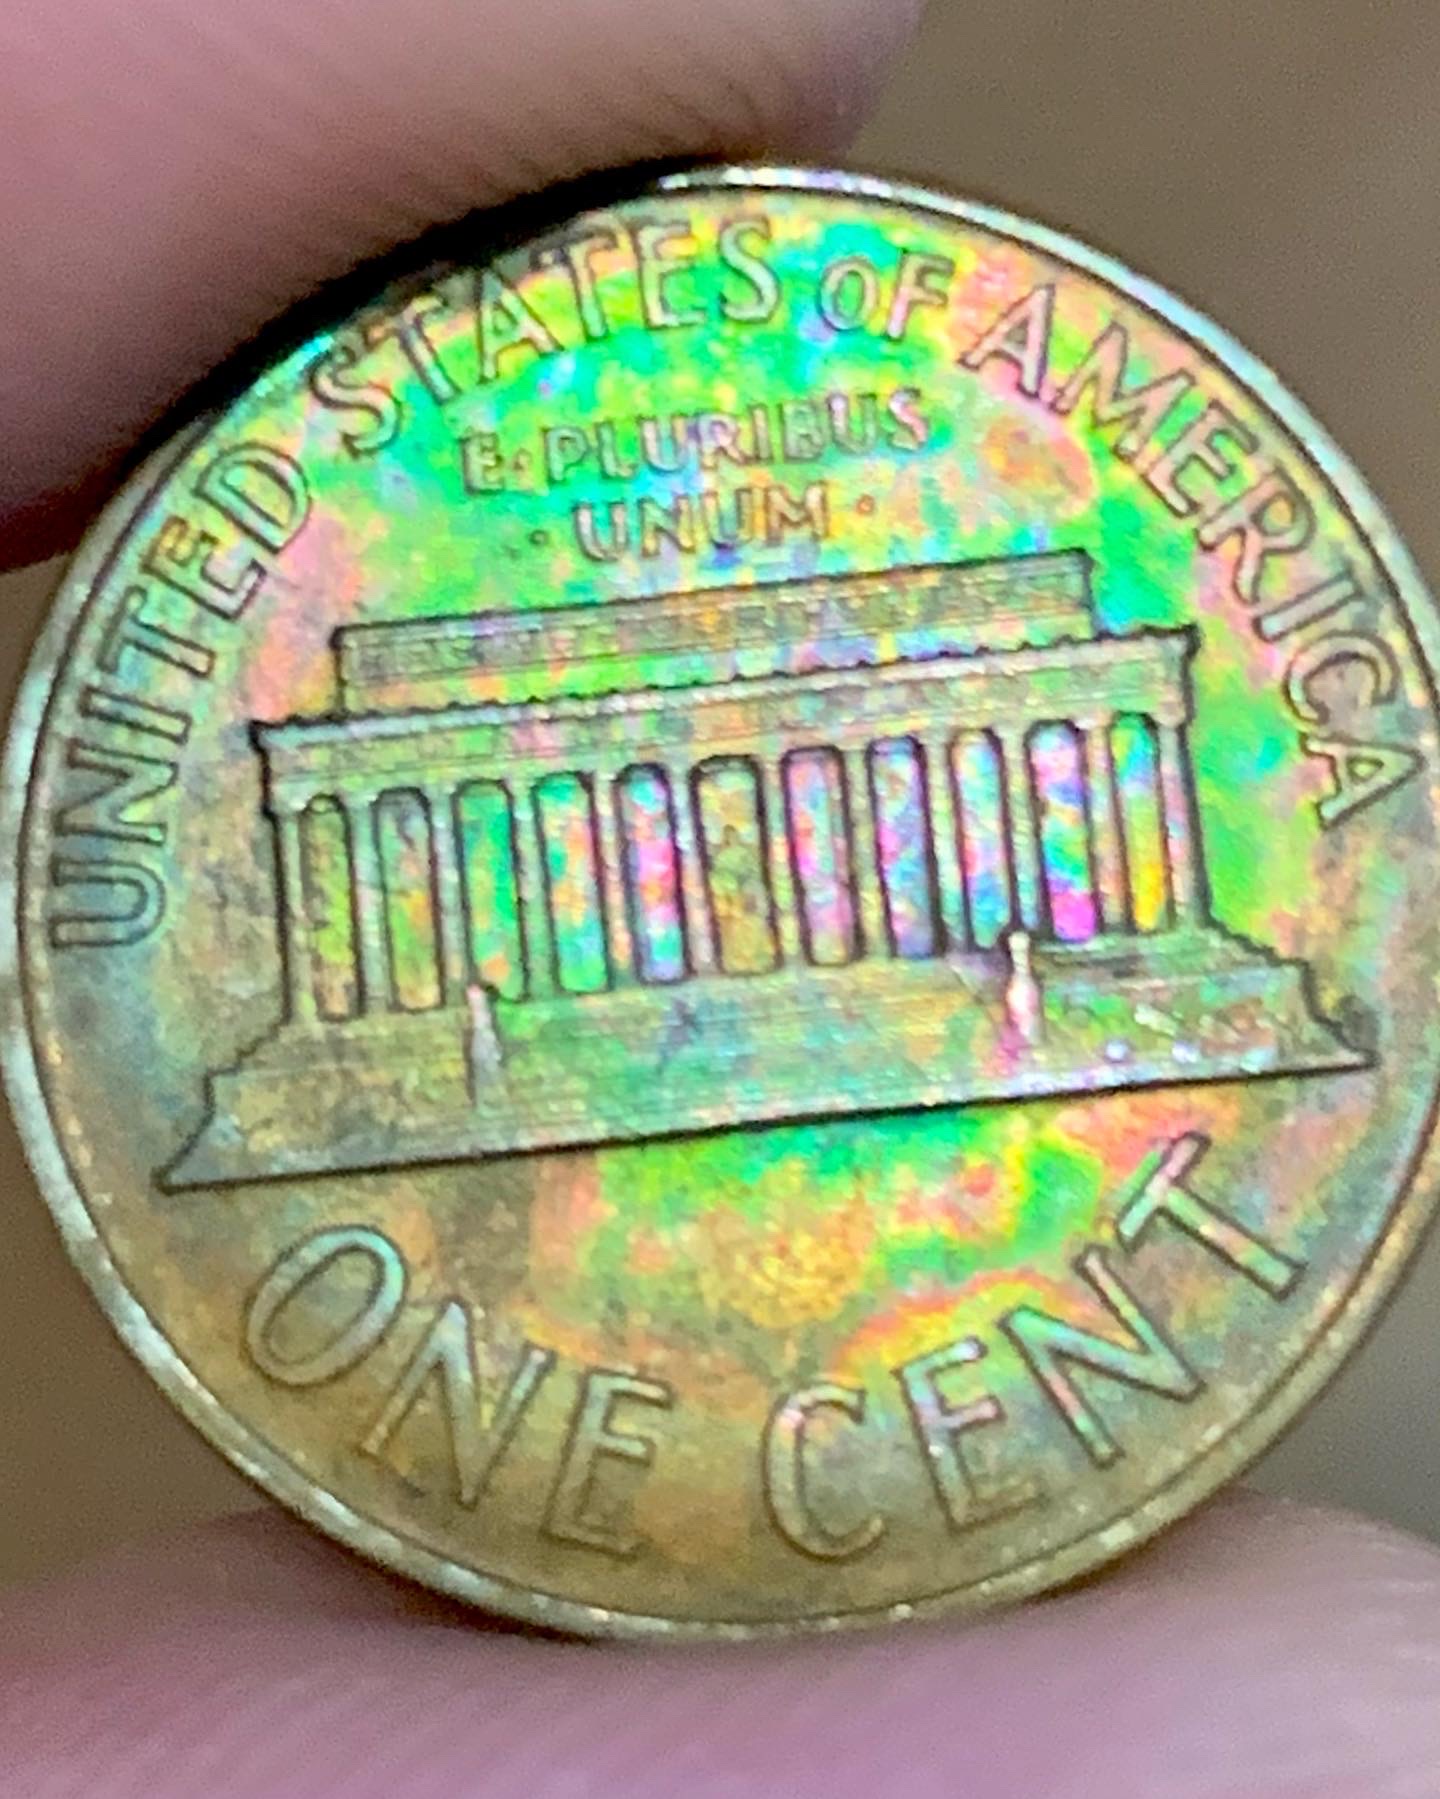 UNITED STATES OF AMERICA
E·PLURIBUS
·UNUM·
ONE CENT